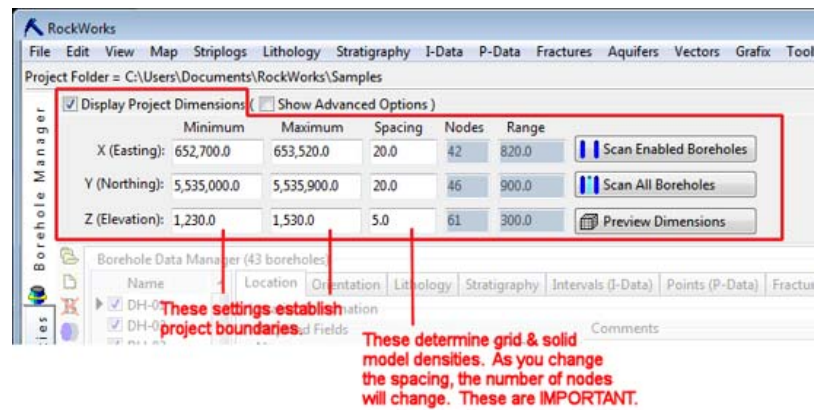 RockWorks
File Edit View Map Striplogs Lithology Stratigraphy I-Data P-Data Fractures Aquifers Vectors Grafix Tool
Project Folder = C:\Users\Documents\RockWorks\Samples
Display Project Dimensions ( Show Advanced Options )
Minimum Maximum Spacing Nodes Range
X (Easting): 652,700.0 653,520.0 20.0 42 820.0 Scan Enabled Boreholes
Y (Northing): 5,535,000.0 5,535,900.0 20.0 46 900.0 Scan All Boreholes
Z (Elevation): 1,230.0 1,530.0 5.0 61 300.0 Preview Dimensions
Borehole Manager
Borehole Data Manager (43 boreholes)
Name Location Orientation Lithology Stratigraphy Intervals (I-Data) Points (P-Data) Fractu
These settings establish
project boundaries.
Comments
These determine grid & solid
model densities. As you change
the spacing, the number of nodes
will change. These are IMPORTANT.